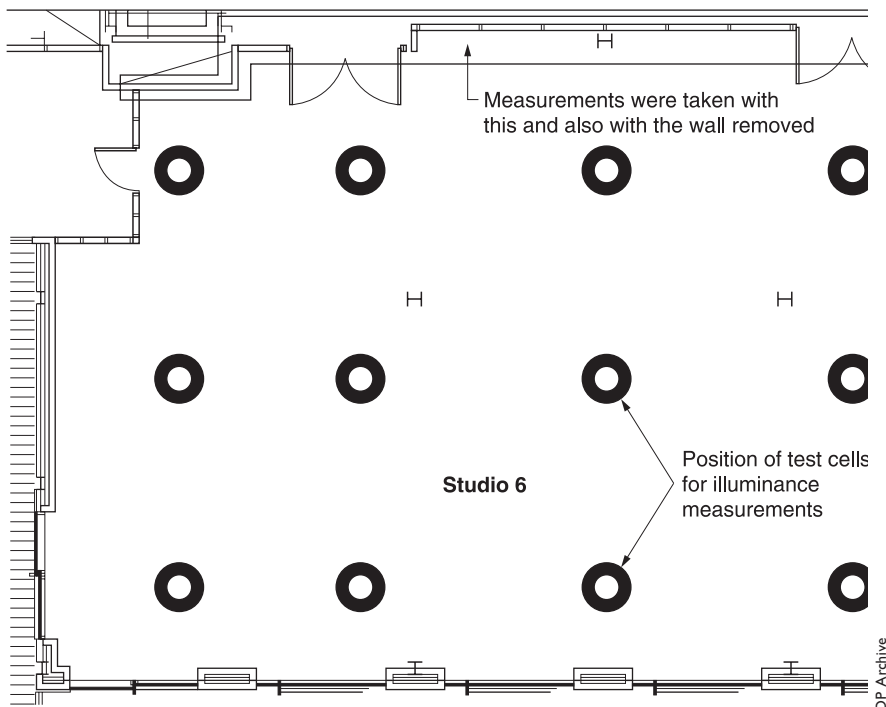 Measurements were taken with
this and also with the wall removed
Position of test cells
for illuminance
measurements
Studio 6
DP Archive